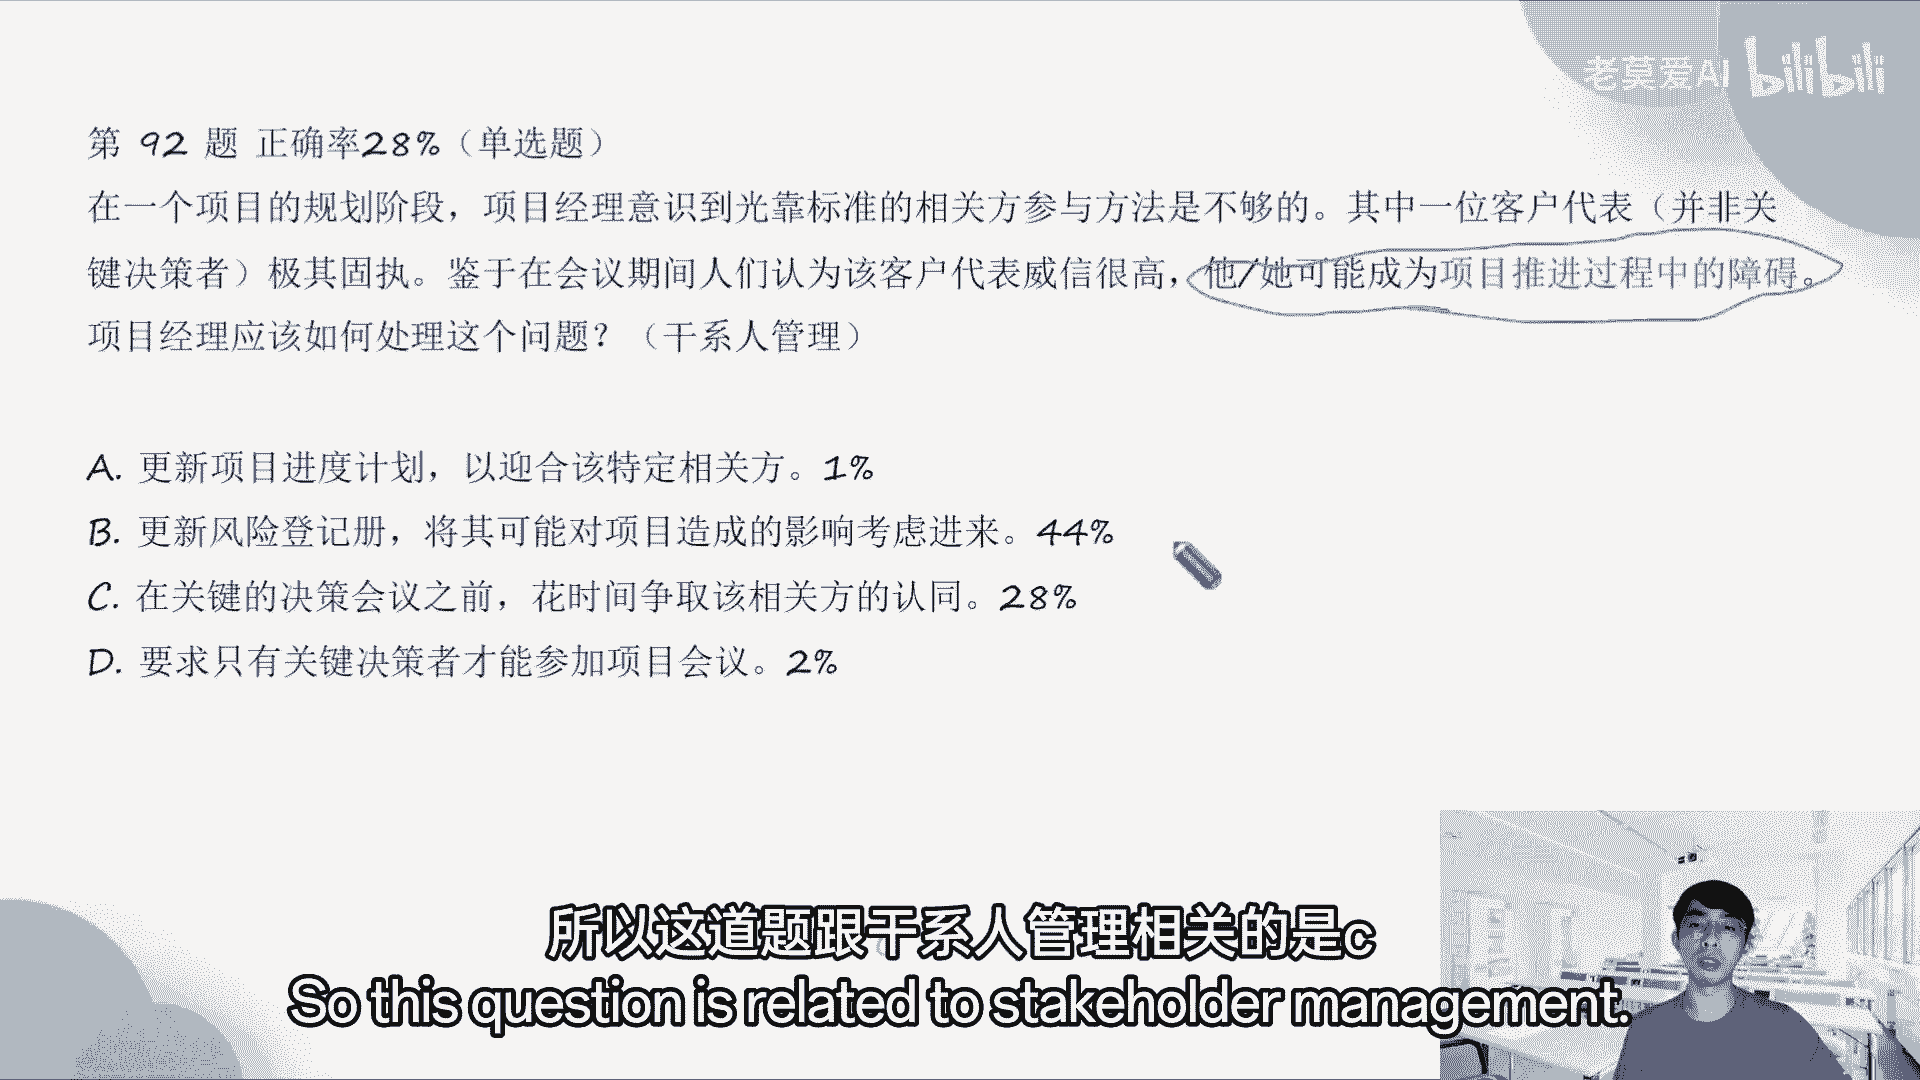 老莫爱AI bilibili
第 92 题 正确率28%（单选题）
在一个项目的规划阶段，项目经理意识到光靠标准的相关方参与方法是不够的。其中一位客户代表（并非关
键决策者）极其固执。鉴于在会议期间人们认为该客户代表威信很高，他/她可能成为项目推进过程中的障碍。
项目经理应该如何处理这个问题？（干系人管理）
A. 更新项目进度计划，以迎合该特定相关方。1%
B. 更新风险登记册，将其可能对项目造成的影响考虑进来。44%
C. 在关键的决策会议之前，花时间争取该相关方的认同。28%
D. 要求只有关键决策者才能参加项目会议。2%
所以这道题跟干系人管理相关的是c
So this question is related to stakeholder management.